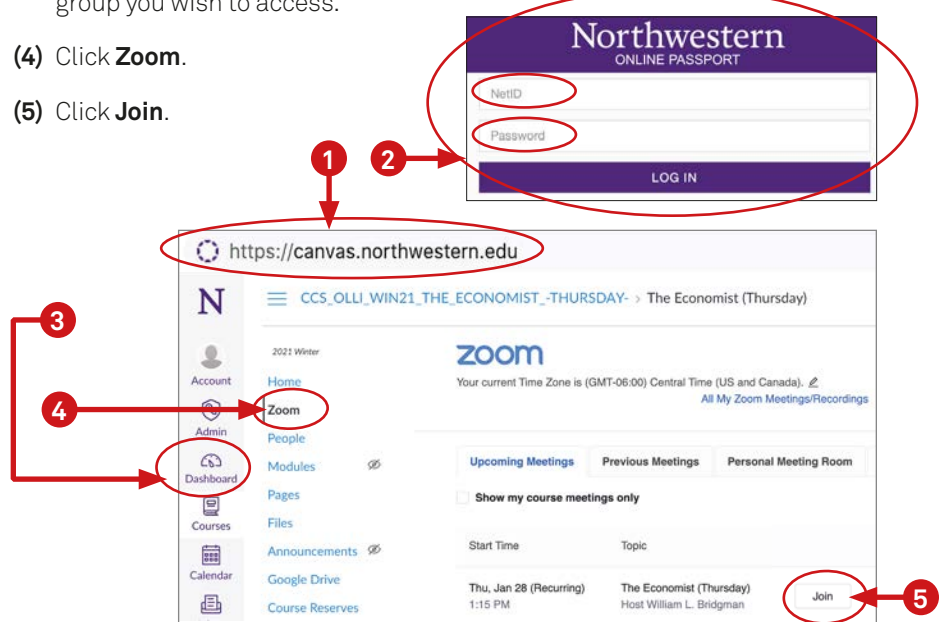 group you wish to access.
(4) Click Zoom.
(5) Click Join.
Northwestern
ONLINE PASSPORT
NetID
Password
LOG IN
1
2
https://canvas.northwestern.edu
N
CCS_OLLI_WIN21_THE_ECONOMIST_-THURSDAY- > The Economist (Thursday)
3
2021 Winter
zoom
Account
Home
Your current Time Zone is (GMT-06:00) Central Time (US and Canada).
All My Zoom Meetings/Recordings
4
Zoom
Admin
People
Modules
Upcoming Meetings Previous Meetings Personal Meeting Room
Dashboard
Pages
Show my course meetings only
Courses
Files
Announcements
Start Time Topic
Calendar
Google Drive
Thu, Jan 28 (Recurring) The Economist (Thursday)
Join
5
1:15 PM Host William L. Bridgman
Course Reserves